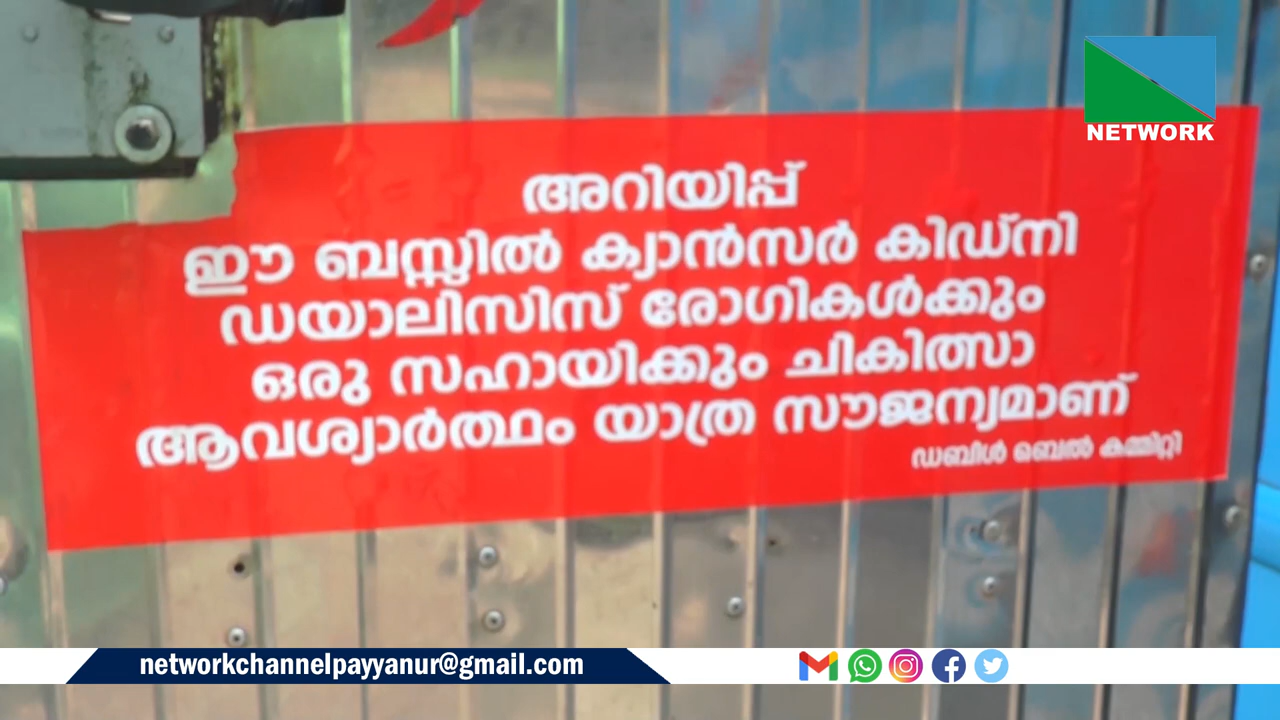 NETWORK
അറിയിപ്പ്
ഈ ബസ്സിൽ ക്യാൻസർ കിഡ്നി
ഡയാലിസിസ് രോഗികൾക്കും
ഒരു സഹായിക്കും ചികിത്സാ
ആവശ്യാർത്ഥം യാത്ര സൗജന്യമാണ്
ഡബിൾ ബെൽ കമ്മിറ്റി
networkchannelpayyanur@gmail.com